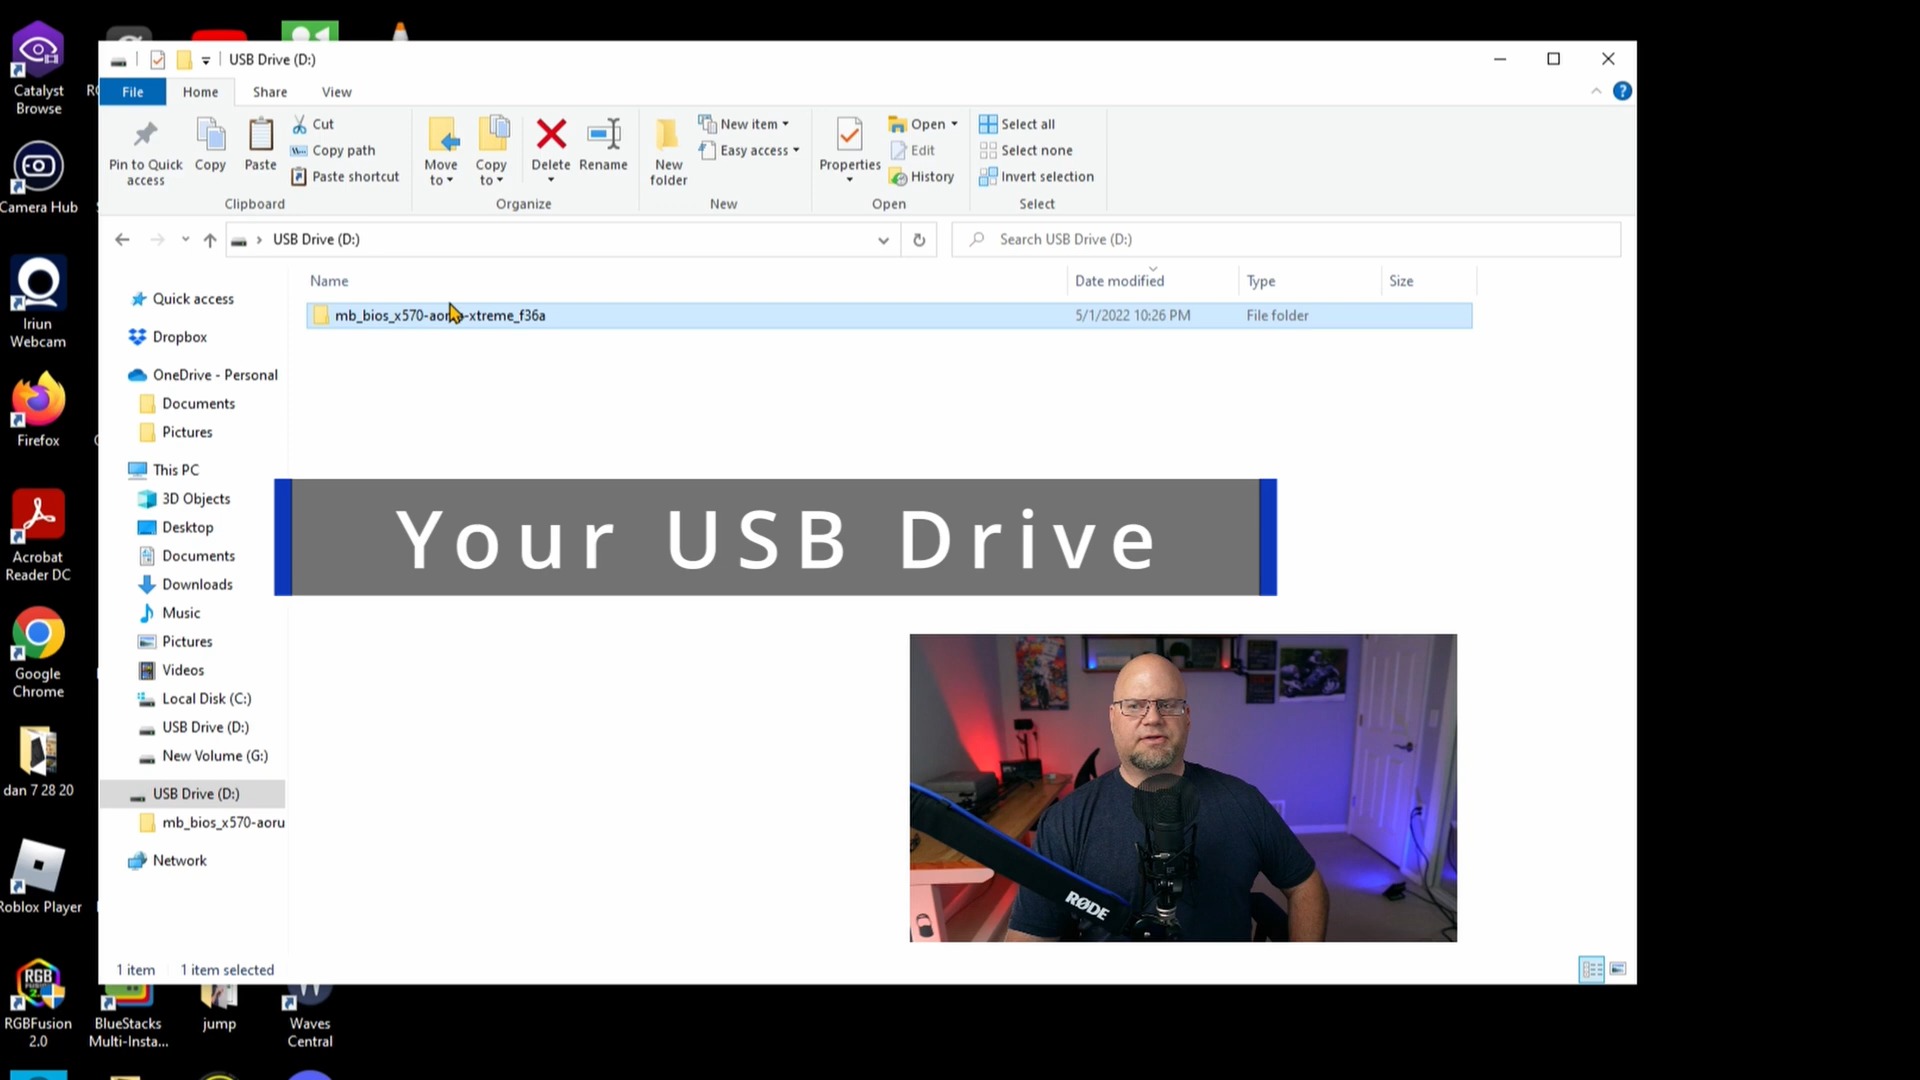 USB Drive (D:)
File
Home
Share
View
Pin to Quick
access
Copy
Paste
Cut
Copy path
Paste shortcut
Clipboard
Move
to
Copy
to
Delete
Rename
Organize
New
folder
New item
Easy access
New
Properties
Open
Edit
History
Open
Select all
Select none
Invert selection
Select
USB Drive (D:)
Search USB Drive (D:)
Name
Date modified
Type
Size
mb_bios_x570-aorus-xtreme_f36a
5/1/2022 10:26 PM
File folder
Quick access
Dropbox
OneDrive - Personal
Documents
Pictures
This PC
3D Objects
Desktop
Documents
Downloads
Music
Pictures
Videos
Local Disk (C:)
USB Drive (D:)
New Volume (G:)
USB Drive (D:)
mb_bios_x570-aoru
Network
1 item
1 item selected
Your USB Drive
RØDE
Catalyst
Browse
Camera Hub
Iriun
Webcam
Firefox
Acrobat
Reader DC
Google
Chrome
dan 7 28 20
Roblox Player
RGB
RGBFusion
2.0
BlueStacks
Multi-Insta...
jump
Waves
Central